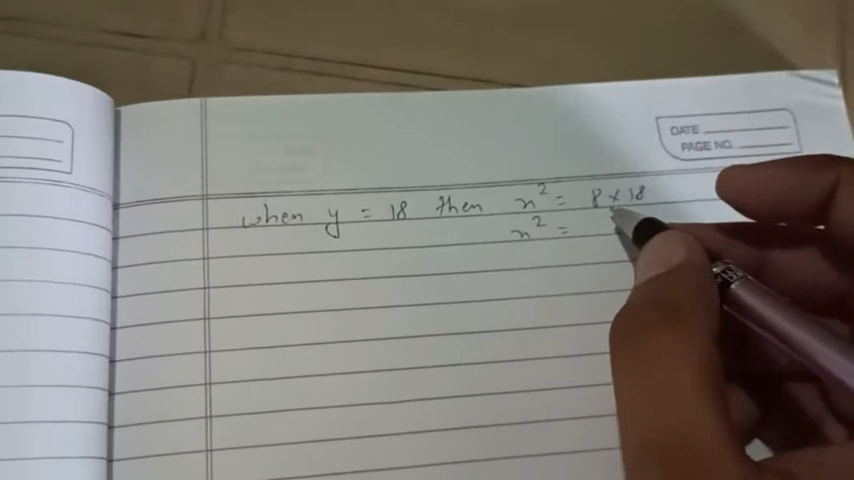 DATE
PAGE NO.
when y = 18 then x² = 8 × 18
x² =